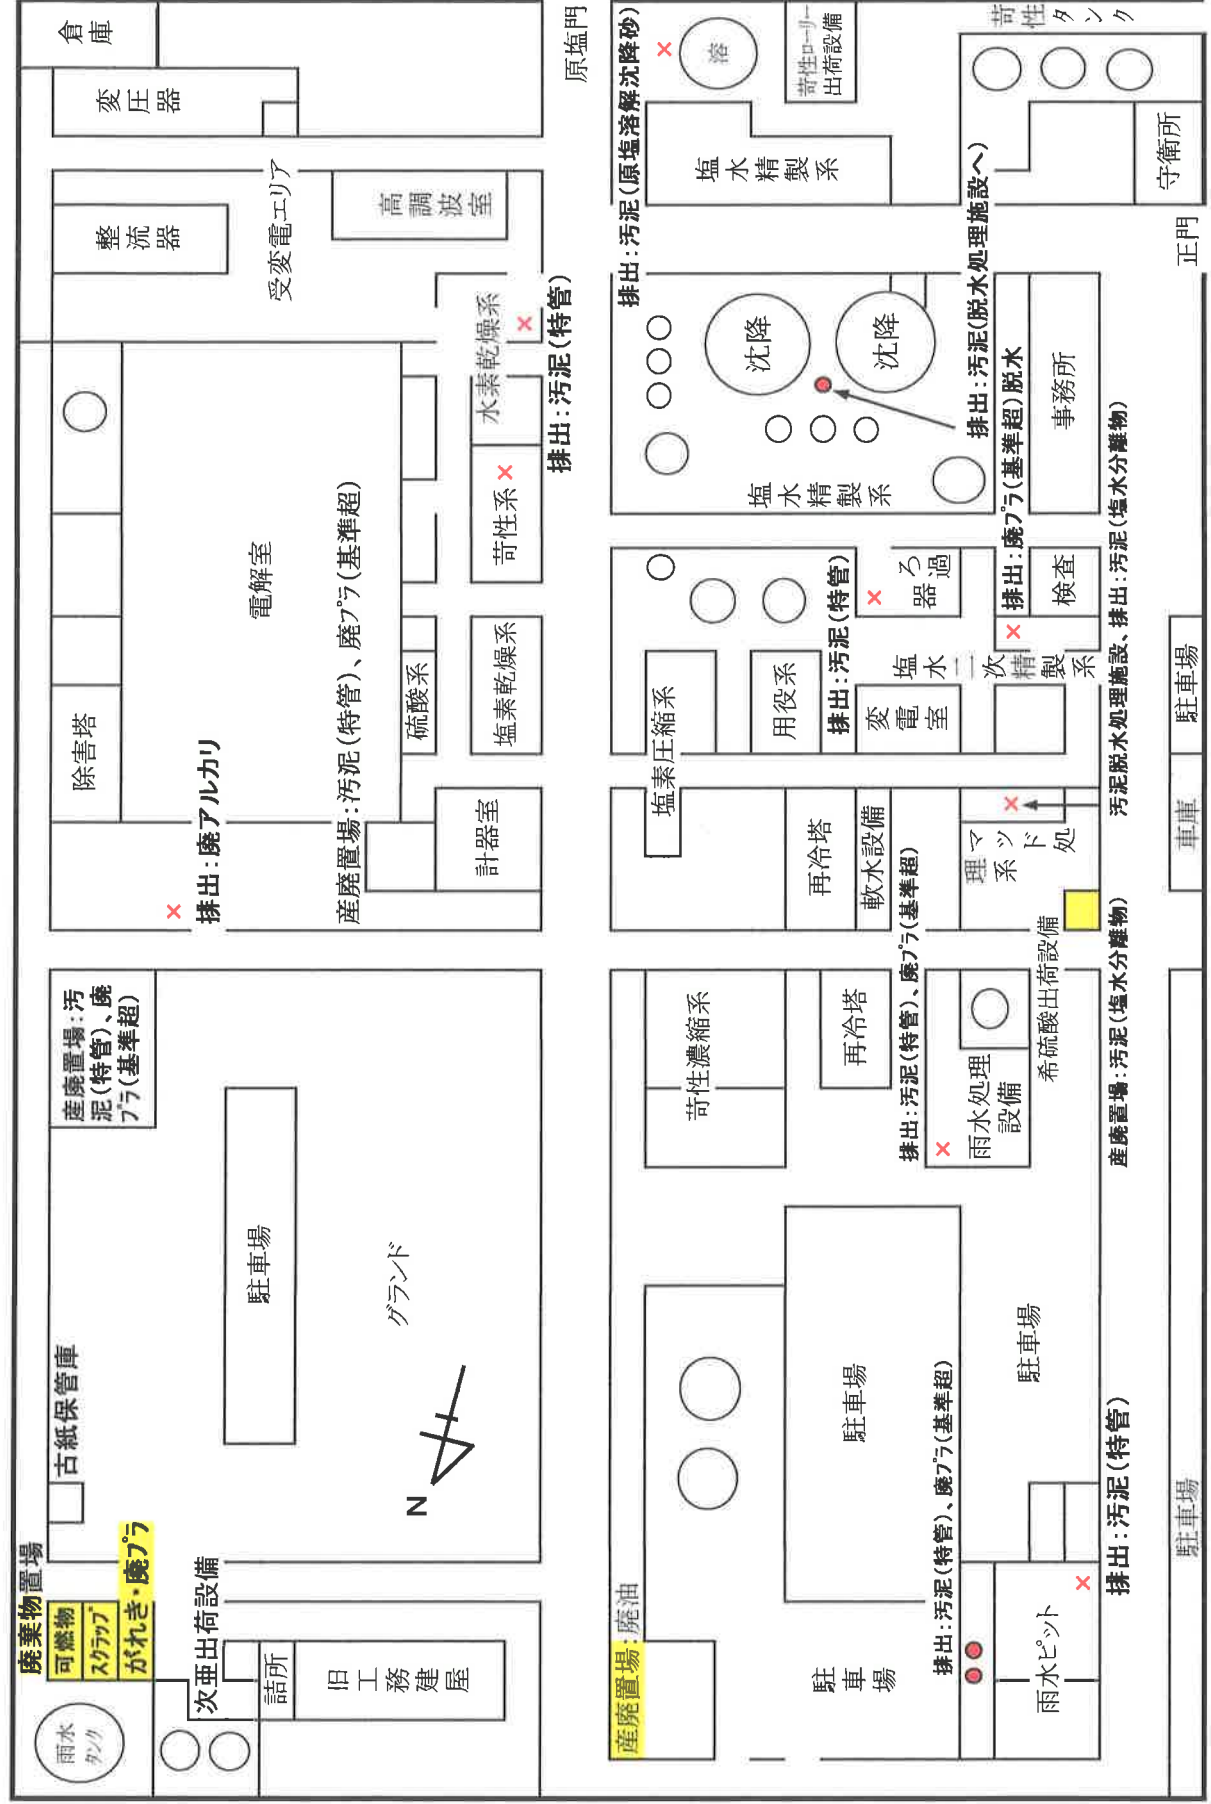 廃棄物置場
可燃物
スクラップ
がれき・廃プラ
雨水
タンク
古紙保管庫
次亜出荷設備
詰所
旧工務建屋
産廃置場：汚
泥（特管）、廃
プラ（基準超）
駐車場
グランド
N
除害塔
排出：廃アルカリ
電解室
産廃置場：汚泥（特管）、廃プラ（基準超）
硫酸系
計器室
塩素乾燥系
苛性系
水素乾燥系
排出：汚泥（特管）
倉庫
変圧器
整流器
受変電エリア
高調波室
原塩門
産廃置場：廃油
駐車場
駐車場
駐車場
排出：汚泥（特管）、廃プラ（基準超）
雨水ピット
排出：汚泥（特管）
駐車場
苛性濃縮系
再冷塔
排出：汚泥（特管）、廃プラ（基準超）
雨水処理
設備
希硫酸出荷設備
産廃置場：汚泥（塩水分離物）
塩素圧縮系
再冷塔
軟水設備
マッド処
理系
用役系
排出：汚泥（特管）
変電室
塩水二次精製系
ろ過器
排出：廃プラ（基準超）脱水
検査
汚泥脱水処理施設、排出：汚泥（塩水分離物）
車庫
駐車場
排出：汚泥（原塩溶解沈降砂）
沈降
沈降
塩水精製系
排出：汚泥（脱水処理施設へ）
事務所
溶
塩水精製系
苛性ローリー
出荷設備
苛性タンク
守衛所
正門